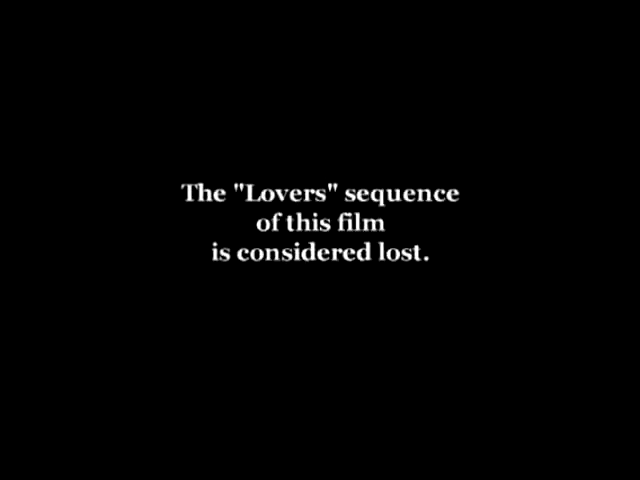 The "Lovers" sequence
of this film
is considered lost.